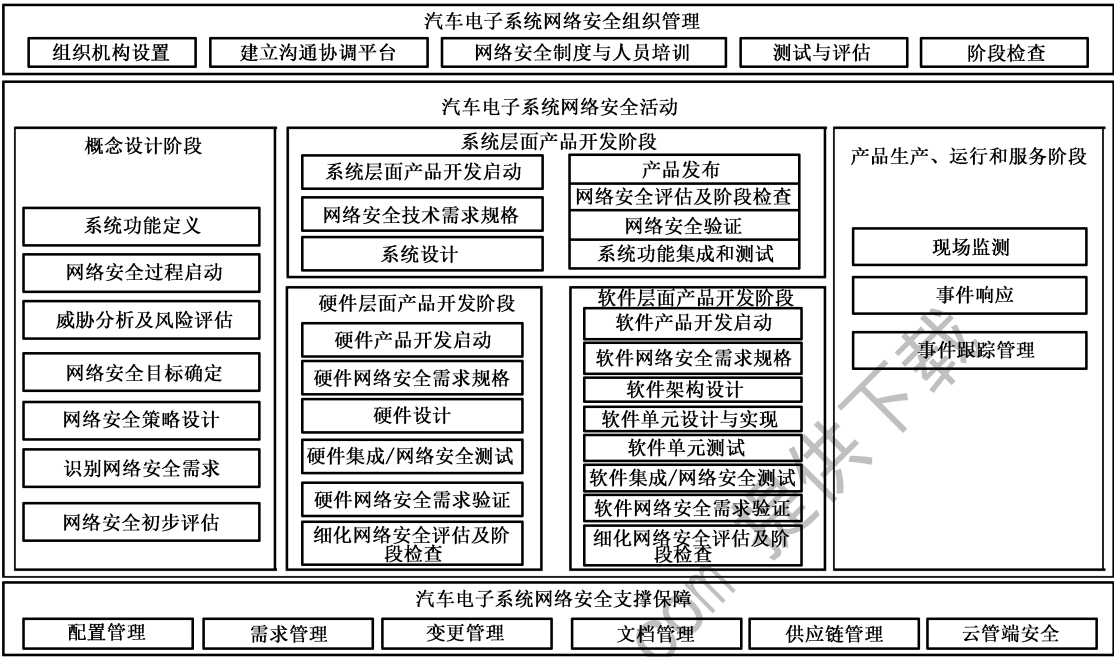 汽车电子系统网络安全组织管理
组织机构设置
建立沟通协调平台
网络安全制度与人员培训
测试与评估
阶段检查
汽车电子系统网络安全活动
概念设计阶段
系统功能定义
网络安全过程启动
威胁分析及风险评估
网络安全目标确定
网络安全策略设计
识别网络安全需求
网络安全初步评估
系统层面产品开发阶段
系统层面产品开发启动
网络安全技术需求规格
系统设计
产品发布
网络安全评估及阶段检查
网络安全验证
系统功能集成和测试
硬件层面产品开发阶段
硬件产品开发启动
硬件网络安全需求规格
硬件设计
硬件集成/网络安全测试
硬件网络安全需求验证
细化网络安全评估及阶
段检查
软件层面产品开发阶段
软件产品开发启动
软件网络安全需求规格
软件架构设计
软件单元设计与实现
软件单元测试
软件集成/网络安全测试
软件网络安全需求验证
细化网络安全评估及阶
段检查
产品生产、运行和服务阶段
现场监测
事件响应
事件跟踪管理
汽车电子系统网络安全支撑保障
配置管理
需求管理
变更管理
文档管理
供应链管理
云管端安全
com 提供下载